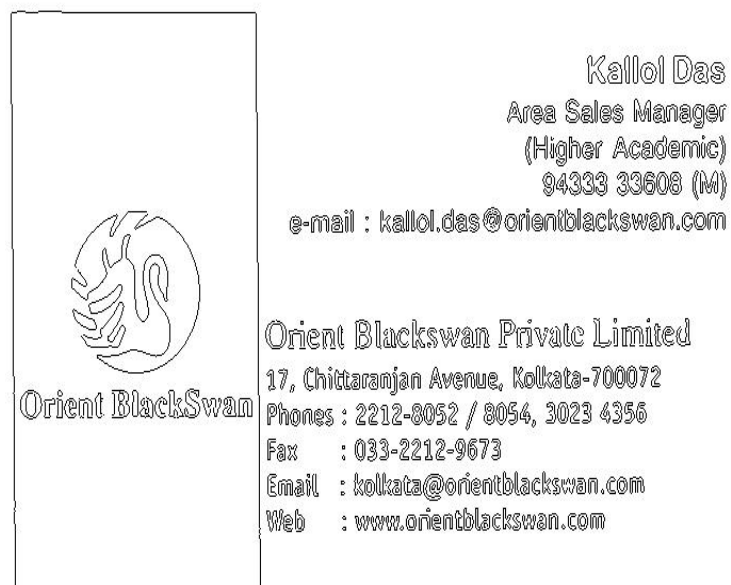 Kallol Das
Area Sales Manager
(Higher Academic)
94333 33608 (M)
e-mail : kallol.das@orientblackswan.com
Orient BlackSwan
Orient Blackswan Private Limited
17, Chittaranjan Avenue, Kolkata-700072
Phones : 2212-8052 / 8054, 3023 4356
Fax : 033-2212-9673
Email : kolkata@orientblackswan.com
Web : www.orientblackswan.com